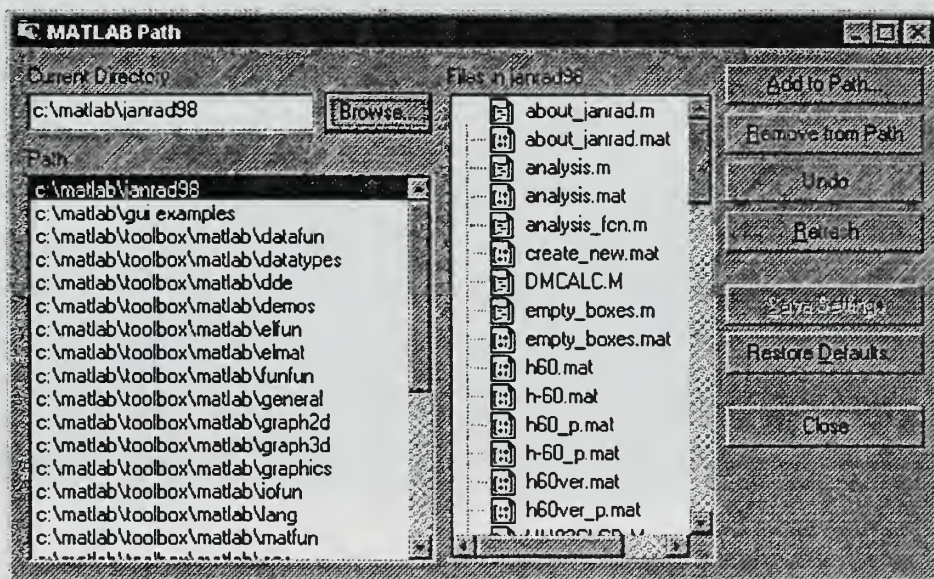 MATLAB Path
Current Directory
c:\matlab\janrad98
Browse...
Path
c:\matlab\janrad98
c:\matlab\gui examples
c:\matlab\toolbox\matlab\datafun
c:\matlab\toolbox\matlab\datatypes
c:\matlab\toolbox\matlab\dde
c:\matlab\toolbox\matlab\demos
c:\matlab\toolbox\matlab\elfun
c:\matlab\toolbox\matlab\elmat
c:\matlab\toolbox\matlab\funfun
c:\matlab\toolbox\matlab\general
c:\matlab\toolbox\matlab\graph2d
c:\matlab\toolbox\matlab\graph3d
c:\matlab\toolbox\matlab\graphics
c:\matlab\toolbox\matlab\iofun
c:\matlab\toolbox\matlab\lang
c:\matlab\toolbox\matlab\matfun
Files in janrad98
about_janrad.m
about_janrad.mat
analysis.m
analysis.mat
analysis_fcn.m
create_new.mat
DMCALC.M
empty_boxes.m
empty_boxes.mat
h60.mat
h-60.mat
h60_p.mat
h-60_p.mat
h60ver.mat
h60ver_p.mat
Add to Path...
Remove from Path
Undo
Refresh
Save Settings
Restore Defaults
Close